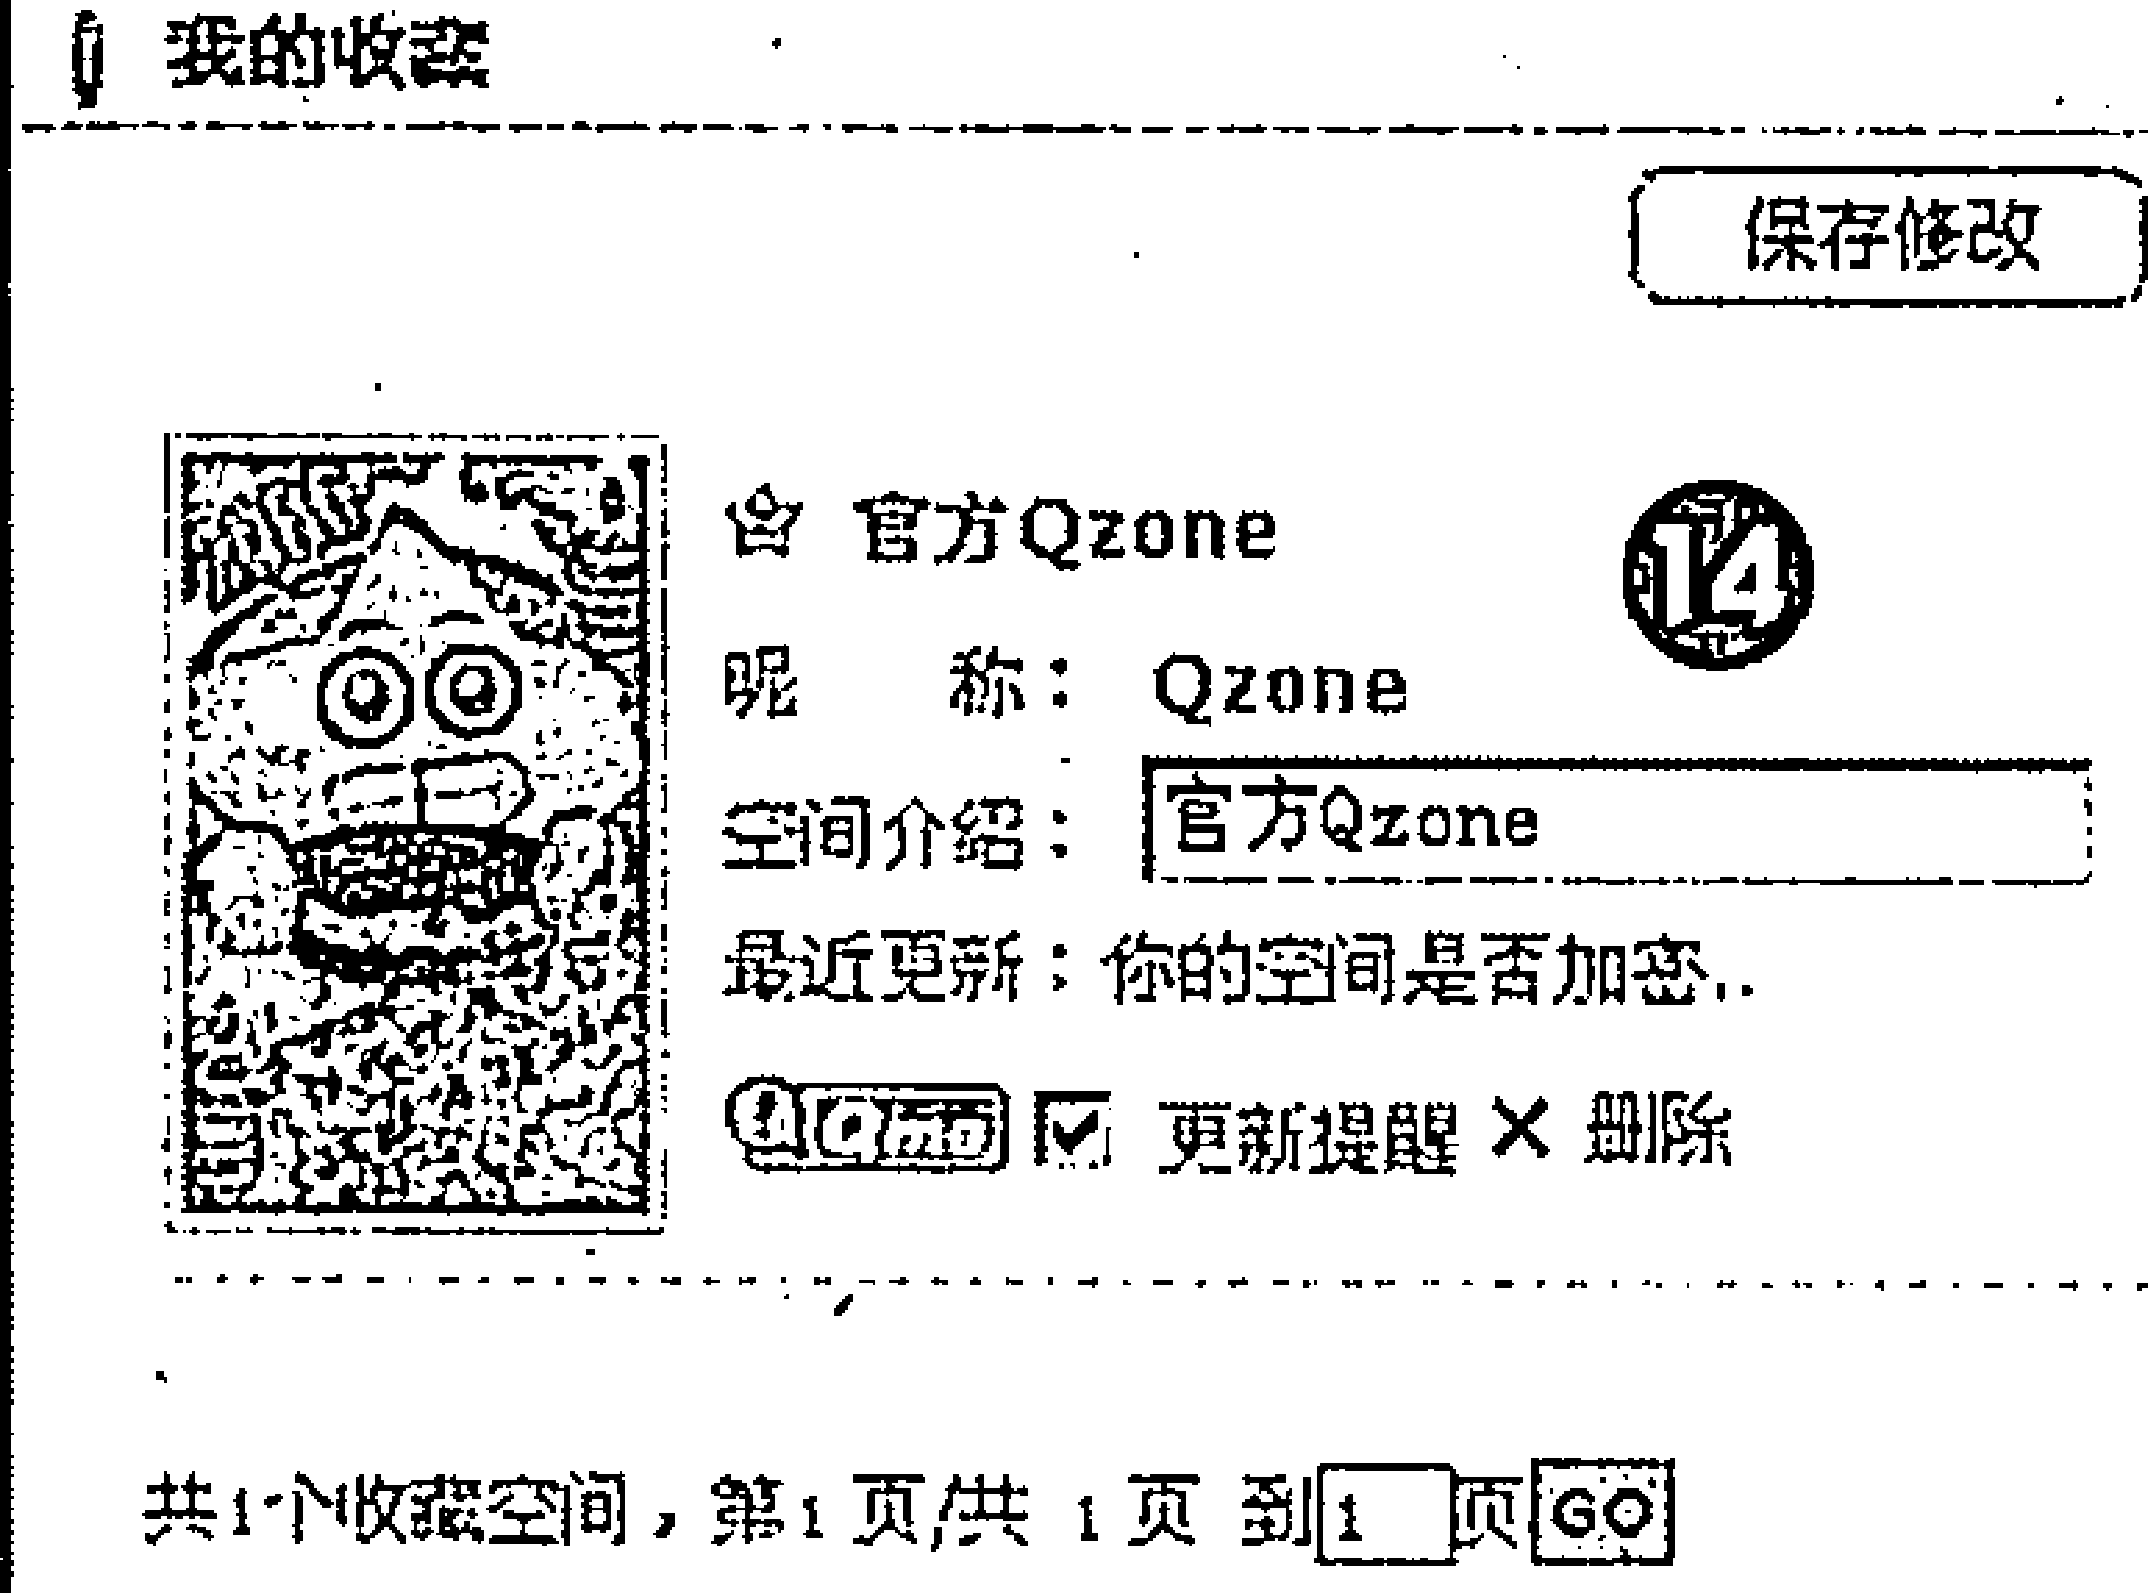 我的收藏
保存修改
官方Qzone
14
昵 称： Qzone
空间介绍： 官方Qzone
最近更新：你的空间是否加密..
更新提醒 × 删除
共1个收藏空间，第1 页/共 1 页 到 1 页 GO